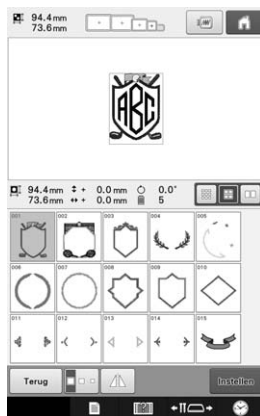 94.4mm
73.6mm
ABC
94.4mm + 0.0mm 0.0°
73.6mm + 0.0mm 5
001 002 003 004 005
006 007 008 009 010
011 012 013 014 015
Terug Instellen